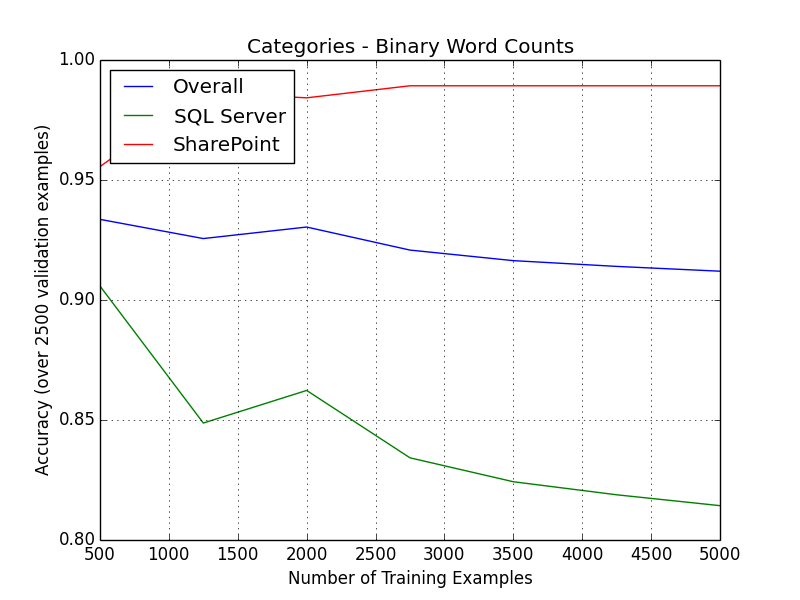 Categories - Binary Word Counts
1.00
0.95
0.90
0.85
0.80
Accuracy (over 2500 validation examples)
Overall
SQL Server
SharePoint
500 1000 1500 2000 2500 3000 3500 4000 4500 5000
Number of Training Examples